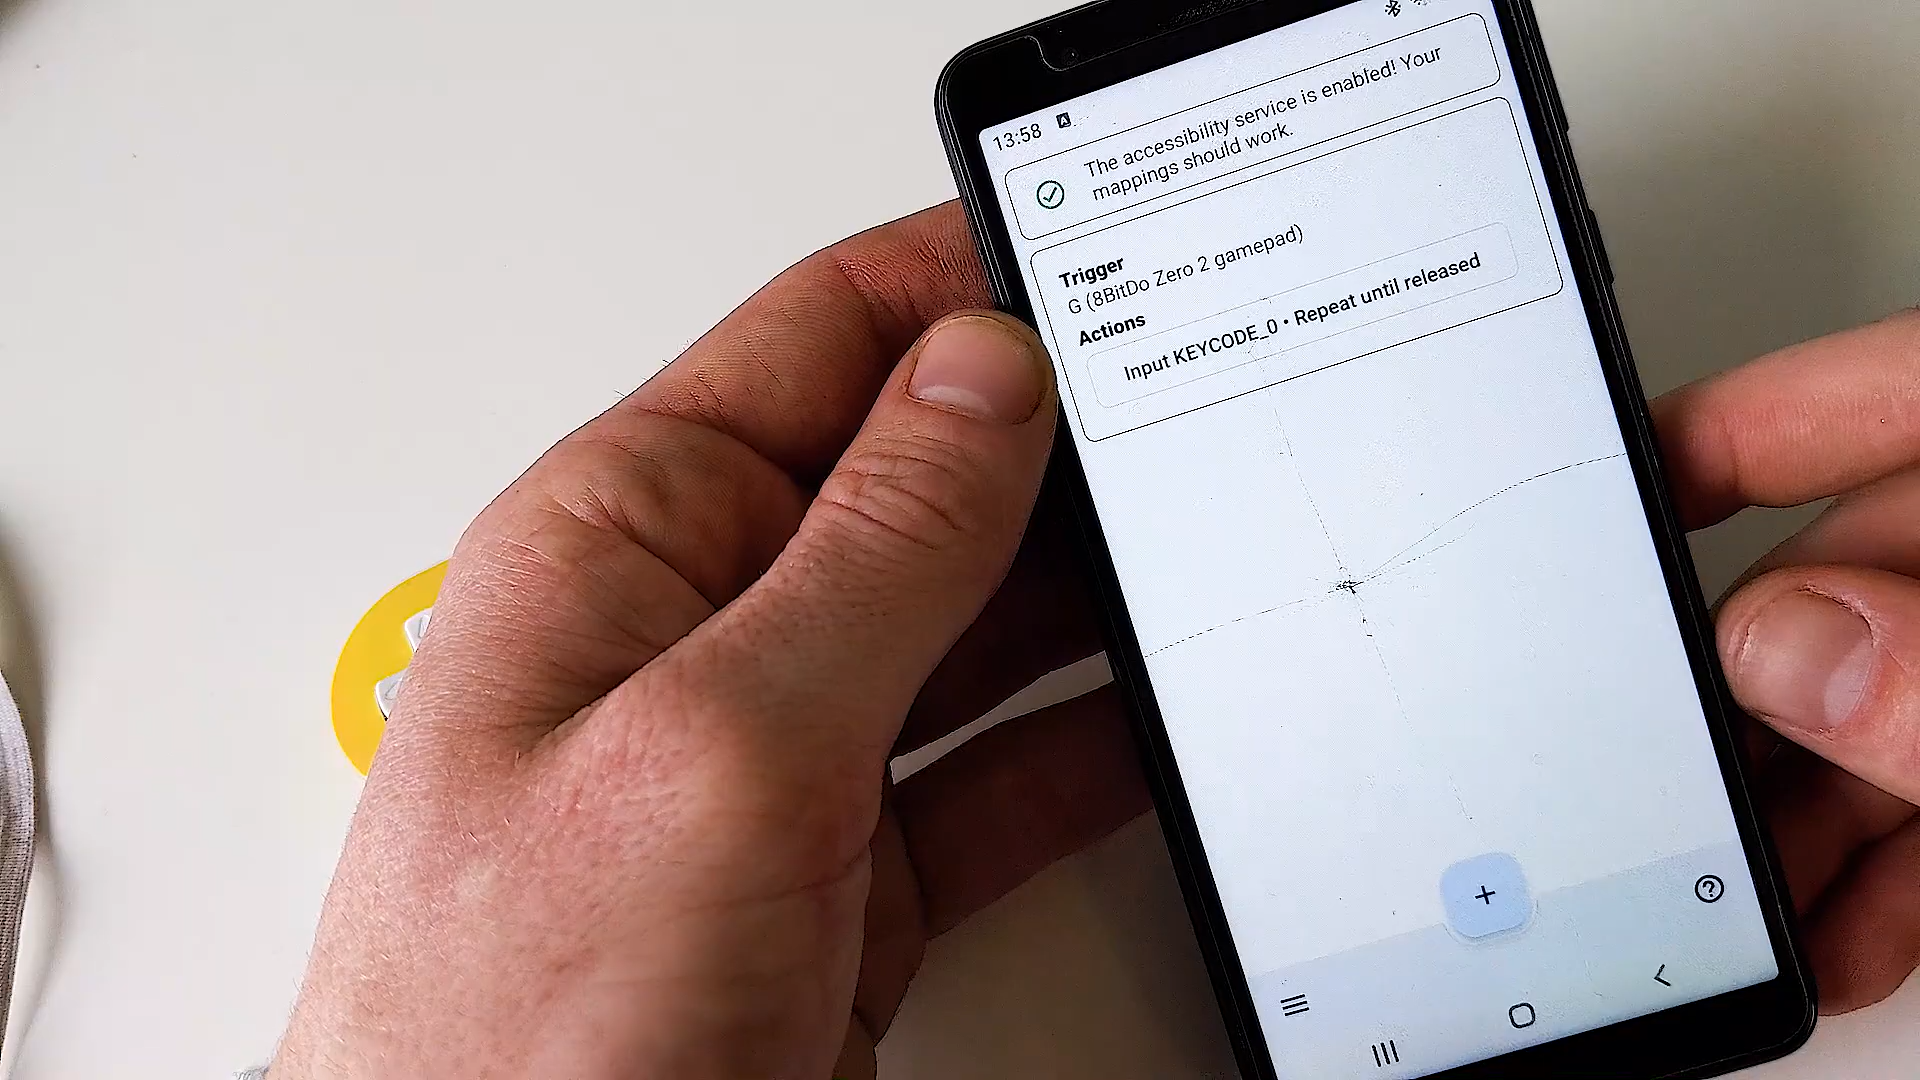 13:58
The accessibility service is enabled! Your
mappings should work.
Trigger
G (8BitDo Zero 2 gamepad)
Actions
Input KEYCODE_0 • Repeat until released